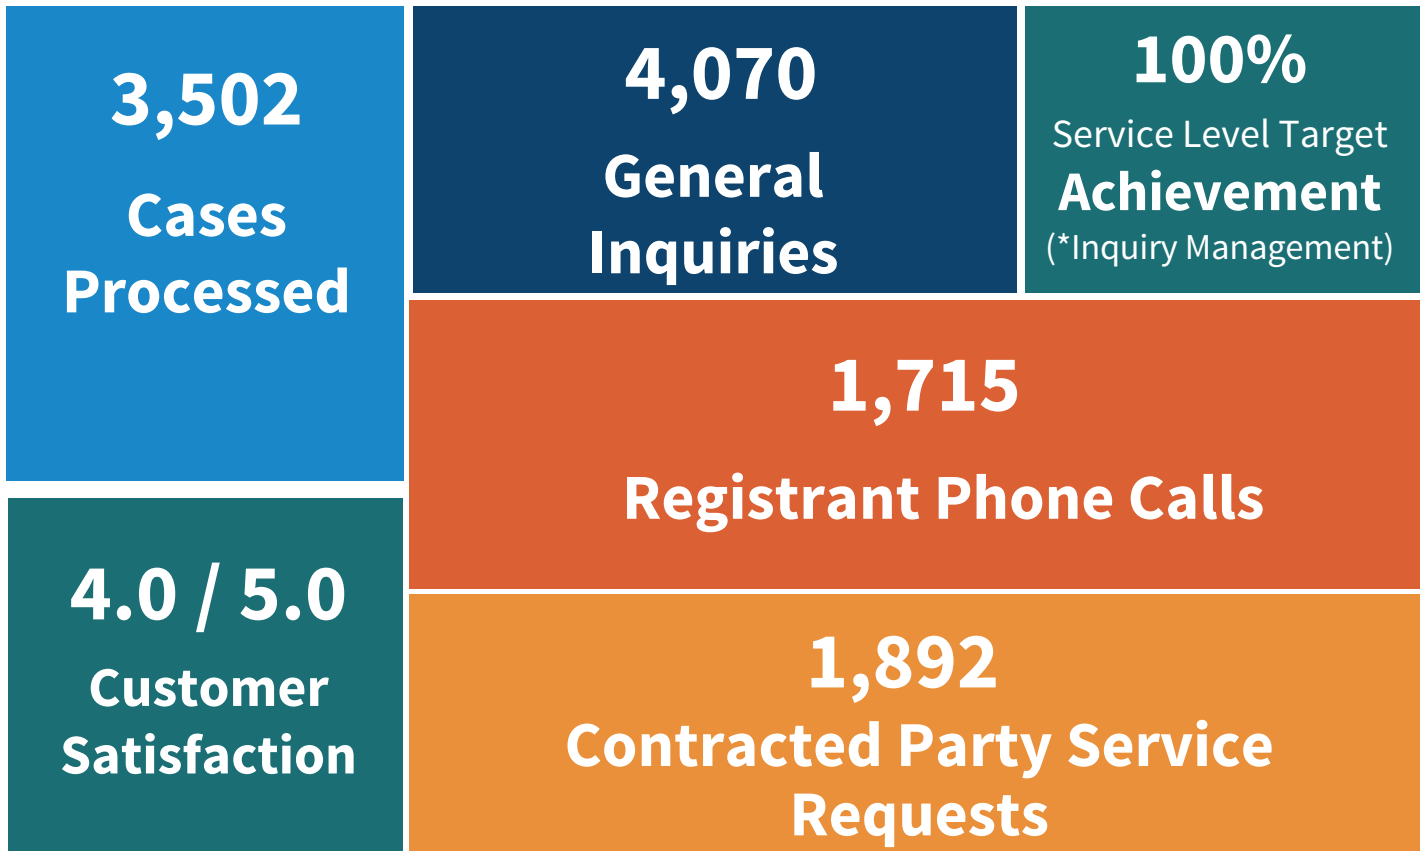 3,502
Cases
Processed
4,070
General
Inquiries
100%
Service Level Target
Achievement
(*Inquiry Management)
1,715
Registrant Phone Calls
4.0 / 5.0
Customer
Satisfaction
1,892
Contracted Party Service
Requests